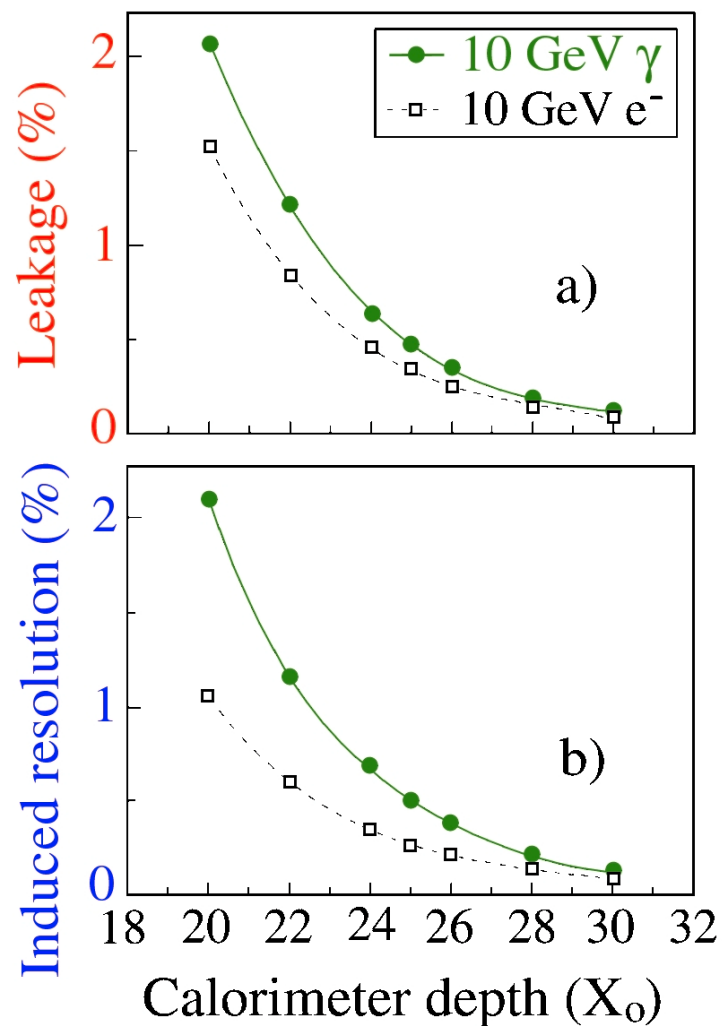 Leakage (%)
2
1
0
10 GeV γ
10 GeV e⁻
a)
Induced resolution (%)
2
1
0
b)
18 20 22 24 26 28 30 32
Calorimeter depth (Xₒ)